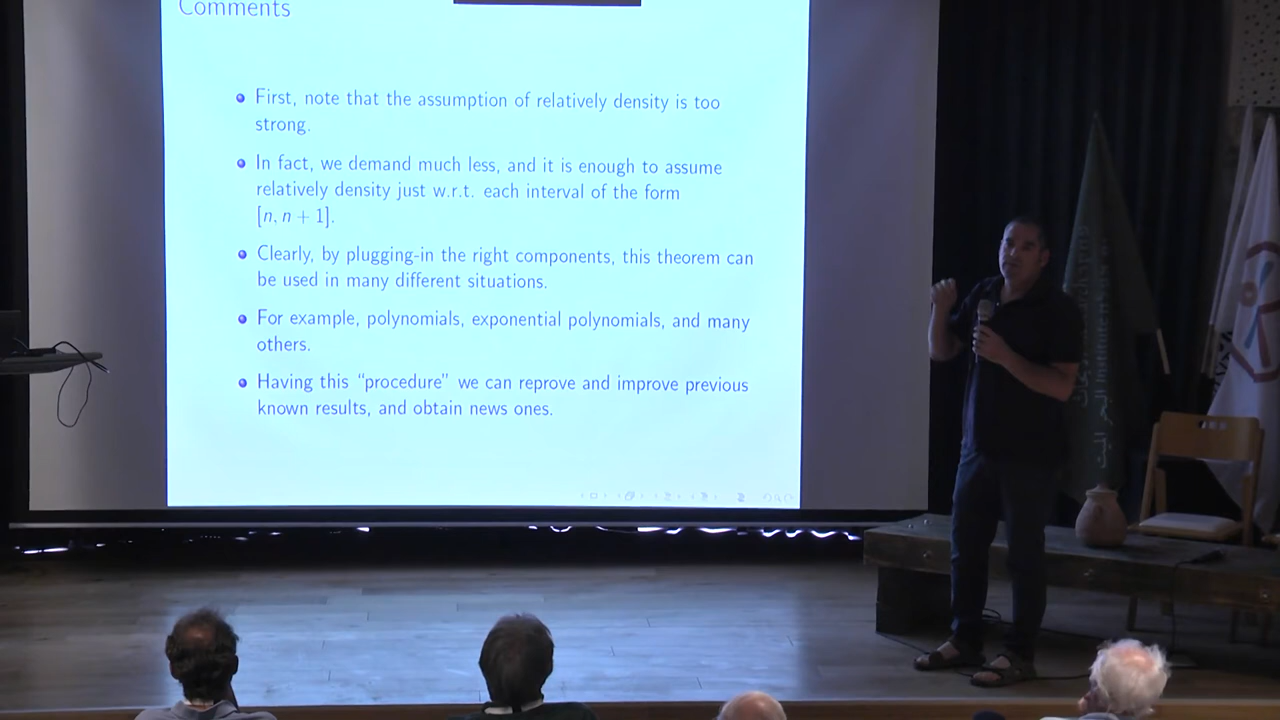 Comments
First, note that the assumption of relatively density is too
strong.
In fact, we demand much less, and it is enough to assume
relatively density just w.r.t. each interval of the form
[n, n + 1].
Clearly, by plugging-in the right components, this theorem can
be used in many different situations.
For example, polynomials, exponential polynomials, and many
others.
Having this “procedure” we can reprove and improve previous
known results, and obtain news ones.
البحر الميت